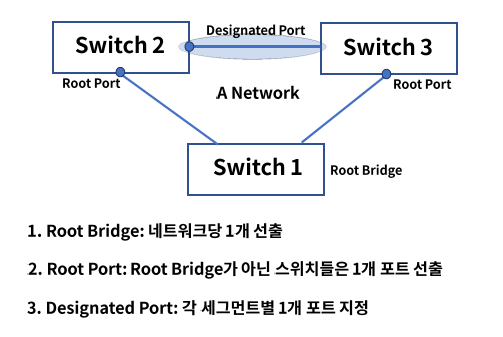 Designated Port
Switch 2
Switch 3
Root Port
Root Port
A Network
Switch 1
Root Bridge
1. Root Bridge: 네트워크당 1개 선출
2. Root Port: Root Bridge가 아닌 스위치들은 1개 포트 선출
3. Designated Port: 각 세그먼트별 1개 포트 지정